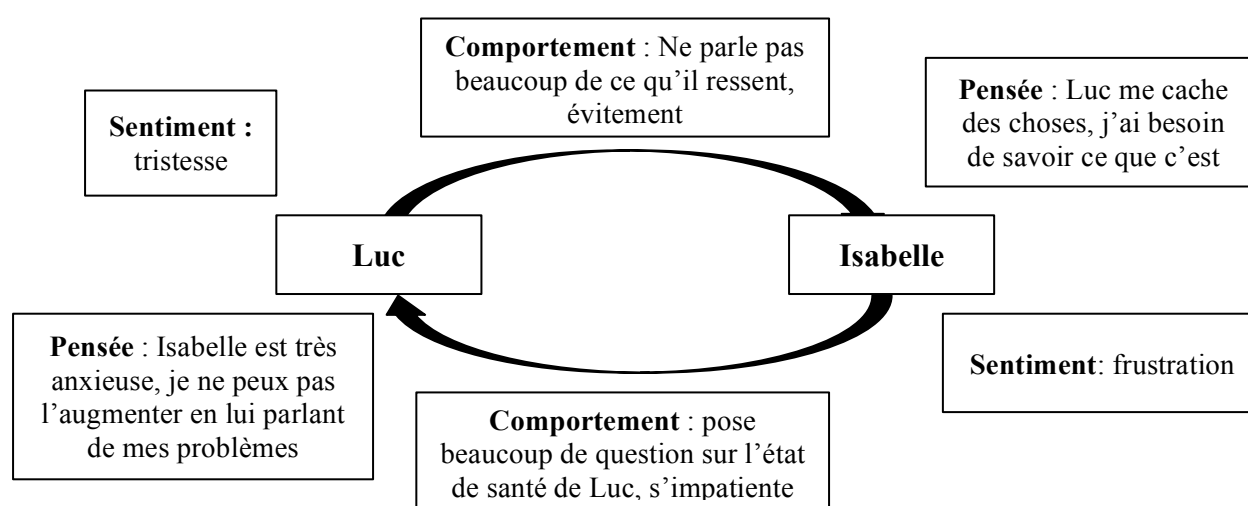 Comportement : Ne parle pas
beaucoup de ce qu’il ressent,
évitement
Sentiment :
tristesse
Pensée : Luc me cache
des choses, j’ai besoin
de savoir ce que c’est
Luc
Isabelle
Pensée : Isabelle est très
anxieuse, je ne peux pas
l’augmenter en lui parlant
de mes problèmes
Sentiment: frustration
Comportement : pose
beaucoup de question sur l’état
de santé de Luc, s’impatiente